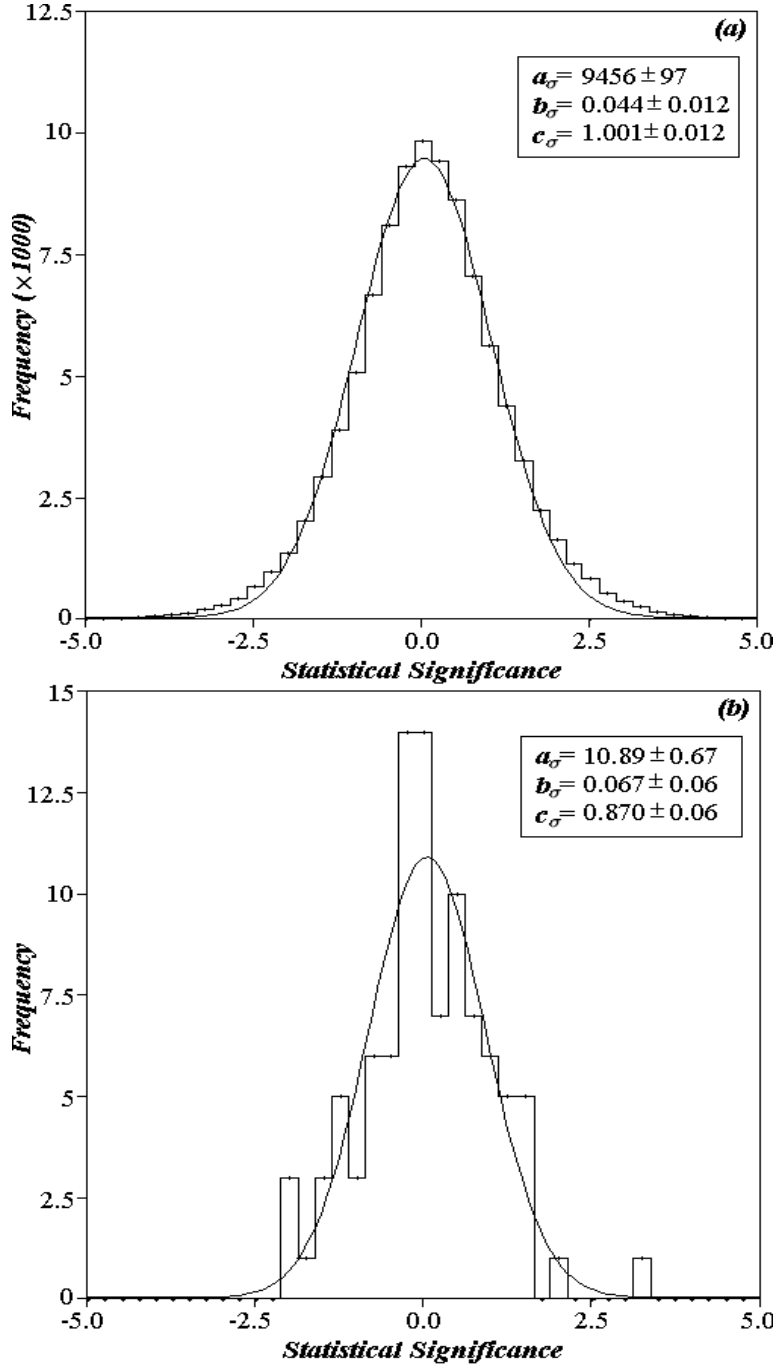 12.5
(a)
aσ= 9456 ± 97
bσ= 0.044 ± 0.012
cσ= 1.001 ± 0.012
10
7.5
5
2.5
0
Frequency (×1000)
-5.0 -2.5 0.0 2.5 5.0
Statistical Significance
15
(b)
aσ= 10.89 ± 0.67
bσ= 0.067 ± 0.06
cσ= 0.870 ± 0.06
12.5
10
7.5
5
2.5
0
Frequency
-5.0 -2.5 0.0 2.5 5.0
Statistical Significance